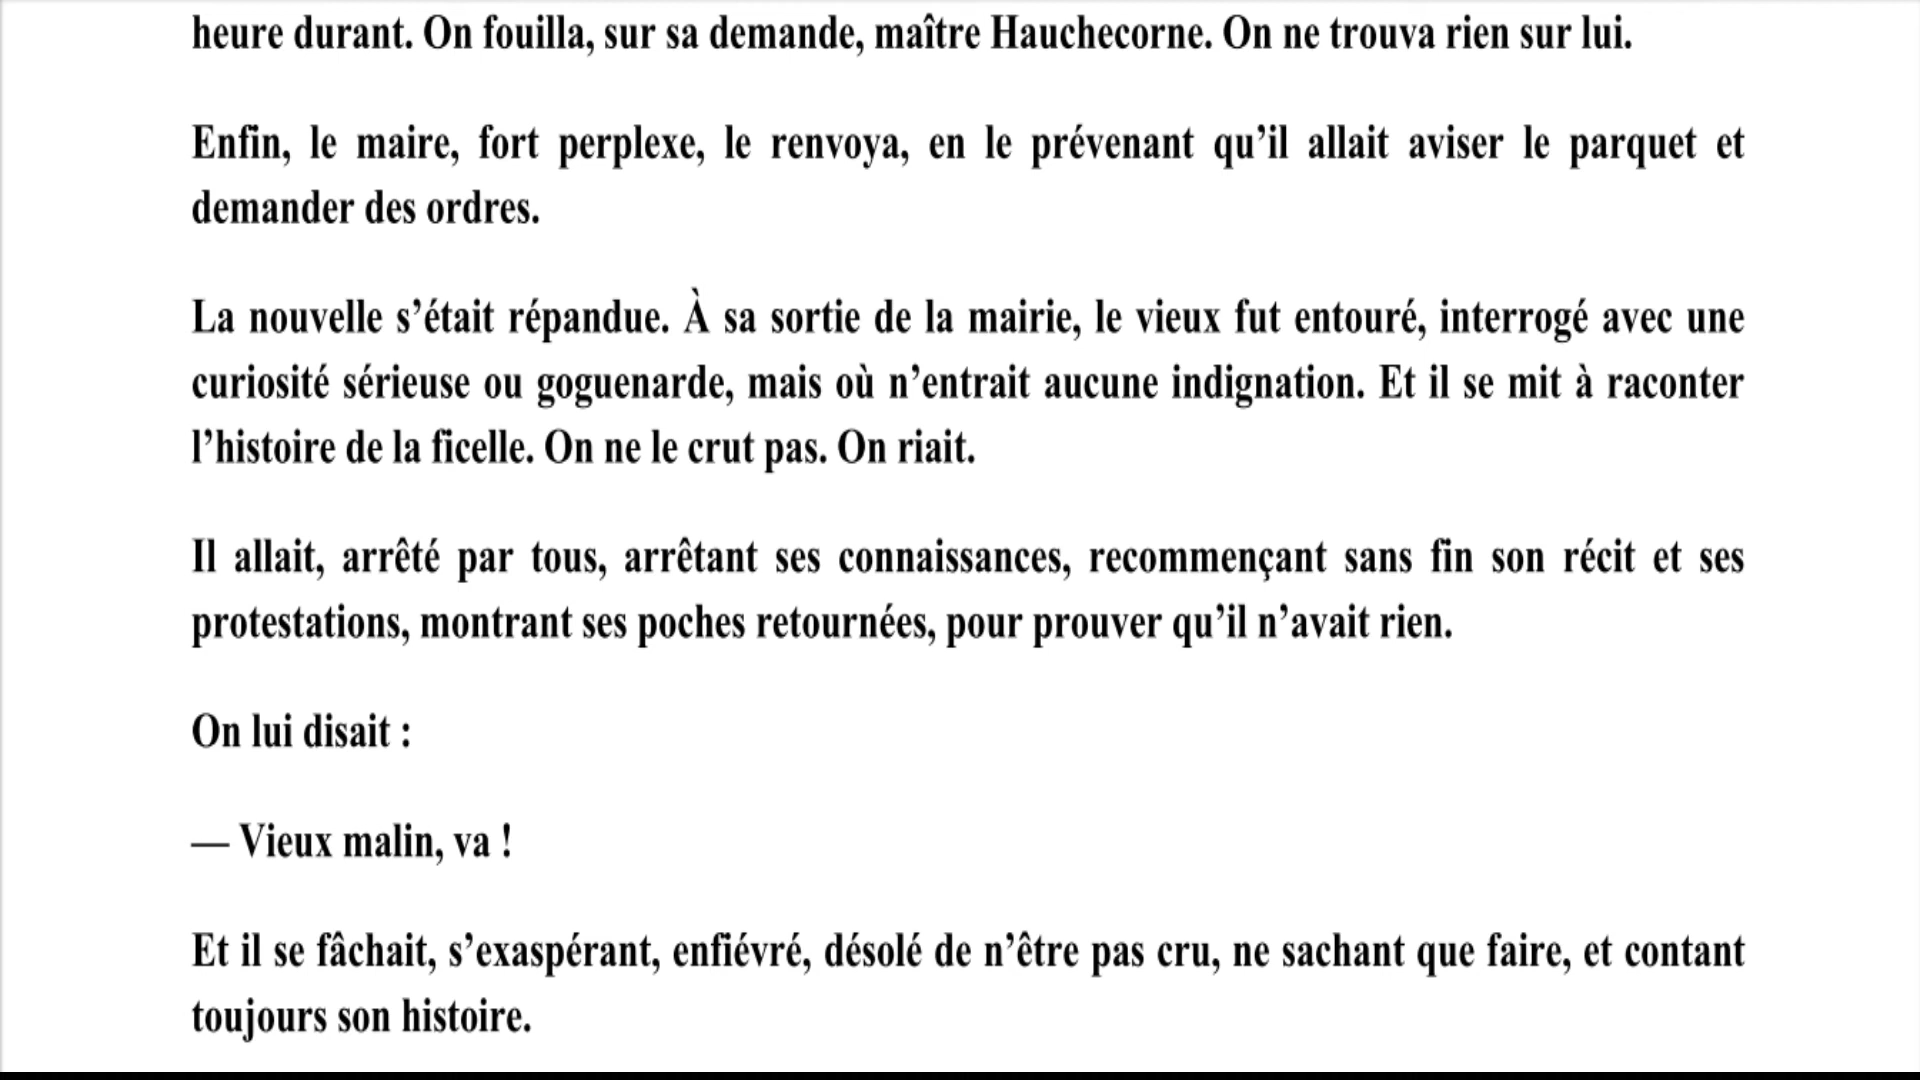 heure durant. On fouilla, sur sa demande, maître Hauchecorne. On ne trouva rien sur lui.
Enfin, le maire, fort perplexe, le renvoya, en le prévenant qu’il allait aviser le parquet et
demander des ordres.
La nouvelle s’était répandue. À sa sortie de la mairie, le vieux fut entouré, interrogé avec une
curiosité sérieuse ou goguenarde, mais où n’entrait aucune indignation. Et il se mit à raconter
l’histoire de la ficelle. On ne le crut pas. On riait.
Il allait, arrêté par tous, arrêtant ses connaissances, recommençant sans fin son récit et ses
protestations, montrant ses poches retournées, pour prouver qu’il n’avait rien.
On lui disait :
— Vieux malin, va !
Et il se fâchait, s’exaspérant, enfiévré, désolé de n’être pas cru, ne sachant que faire, et contant
toujours son histoire.